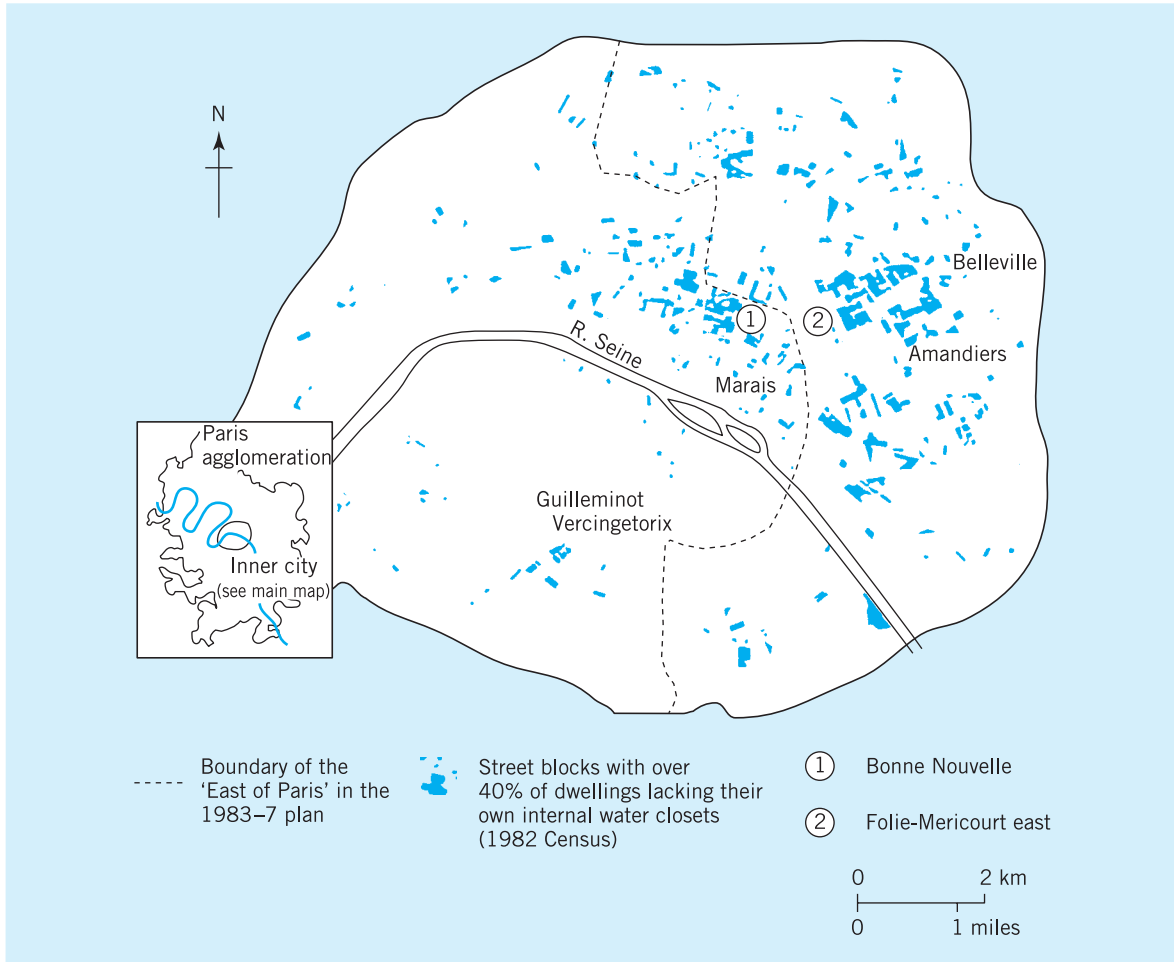 N
Belleville
R. Seine
1
2
Amandiers
Marais
Paris
agglomeration
Guilleminot
Vercingetorix
Inner city
(see main map)
Boundary of the
'East of Paris' in the
1983–7 plan
Street blocks with over
40% of dwellings lacking their
own internal water closets
(1982 Census)
1 Bonne Nouvelle
2 Folie-Mericourt east
0 2 km
0 1 miles